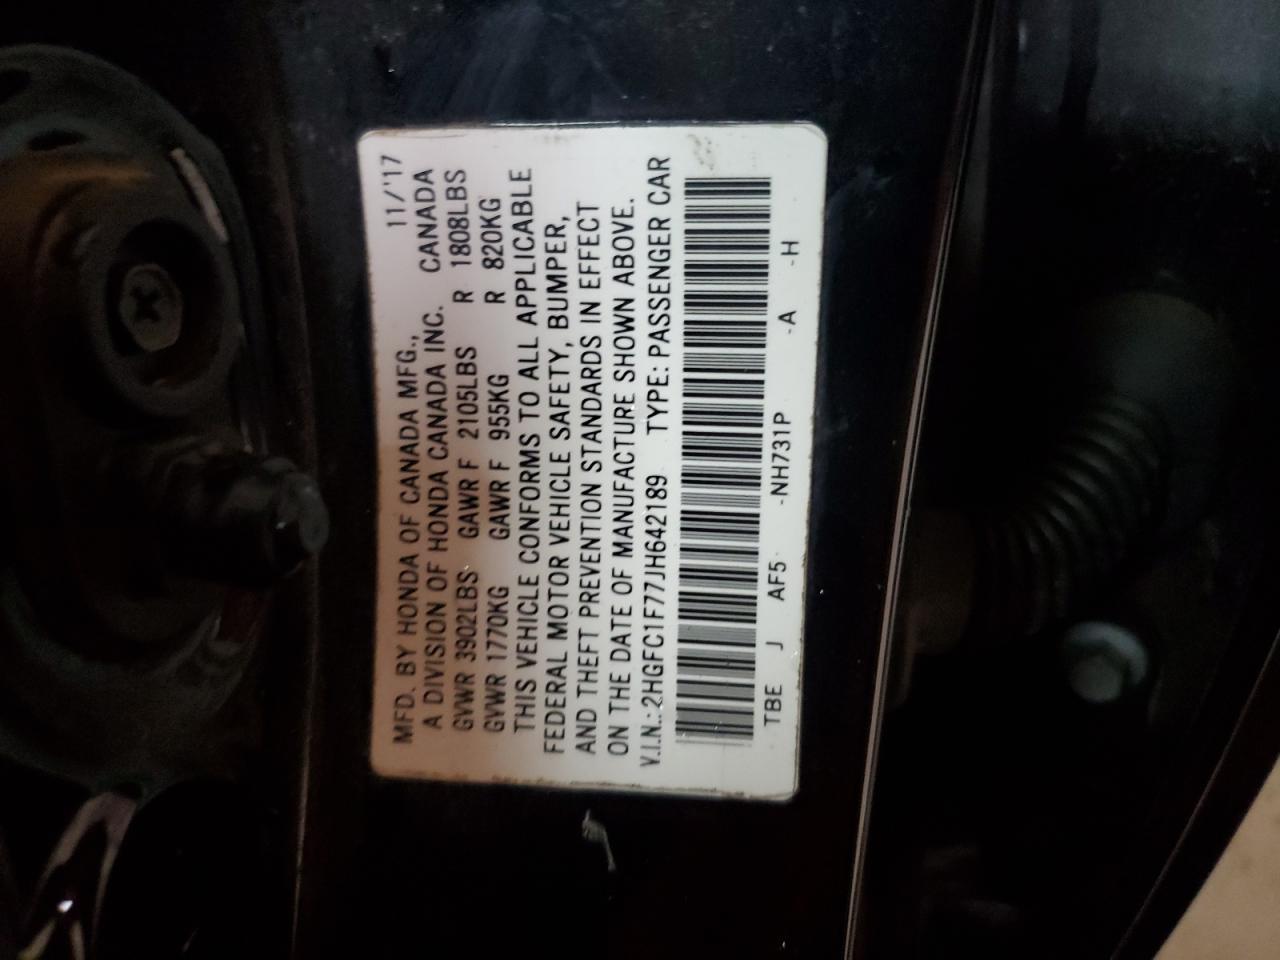 MFD. BY HONDA OF CANADA MFG., 11/'17
A DIVISION OF HONDA CANADA INC. CANADA
GVWR 3902LBS GAWR F 2105LBS R 1808LBS
GVWR 1770KG GAWR F 955KG R 820KG
THIS VEHICLE CONFORMS TO ALL APPLICABLE
FEDERAL MOTOR VEHICLE SAFETY, BUMPER,
AND THEFT PREVENTION STANDARDS IN EFFECT
ON THE DATE OF MANUFACTURE SHOWN ABOVE.
V.I.N.:2HGFC1F77JH642189 TYPE: PASSENGER CAR
TBE J AF5 -NH731P -A -H